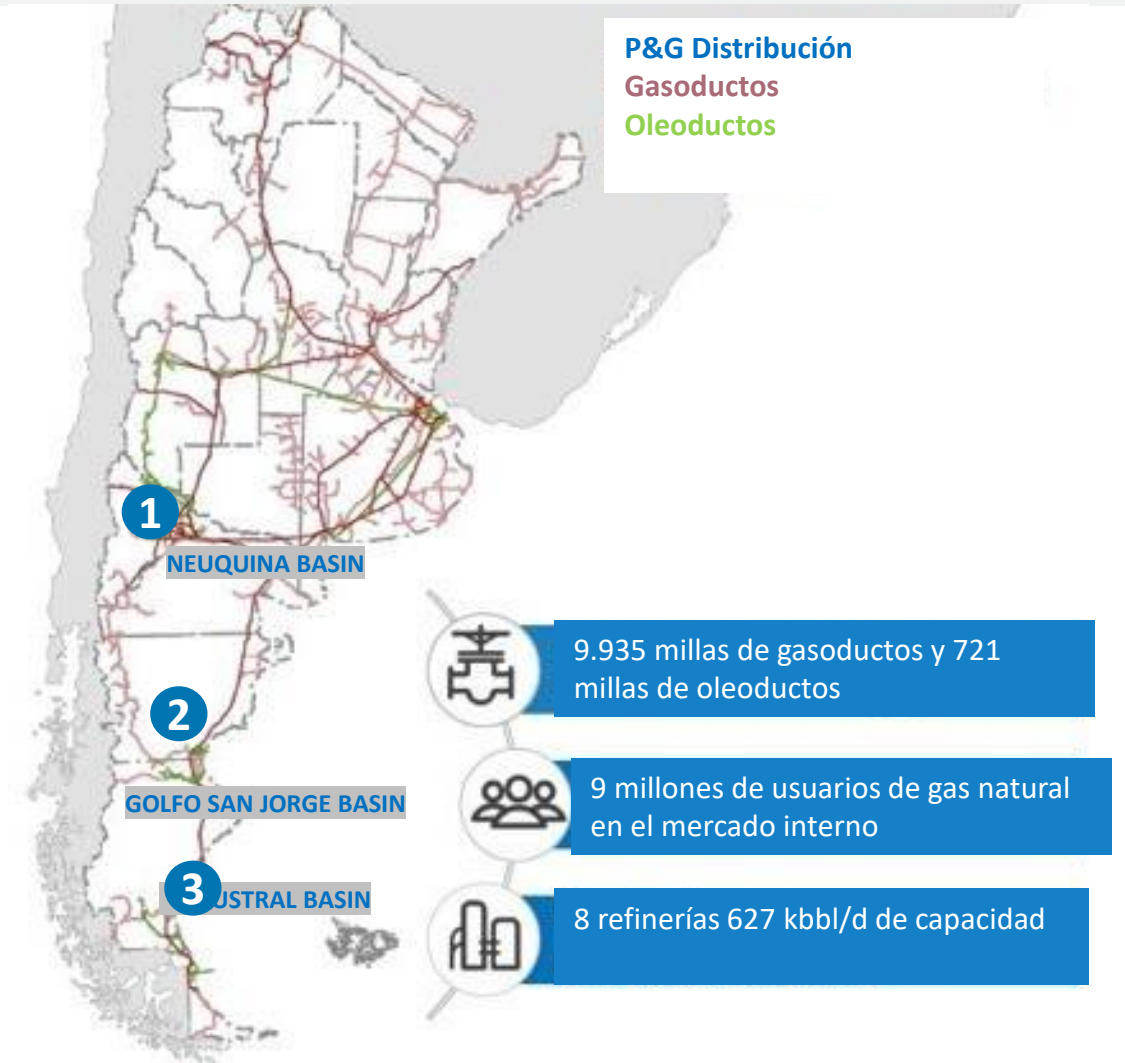 P&G Distribución
Gasoductos
Oleoductos
1
NEUQUINA BASIN
9.935 millas de gasoductos y 721
millas de oleoductos
2
9 millones de usuarios de gas natural
en el mercado interno
GOLFO SAN JORGE BASIN
3
USTRAL BASIN
8 refinerías 627 kbbl/d de capacidad